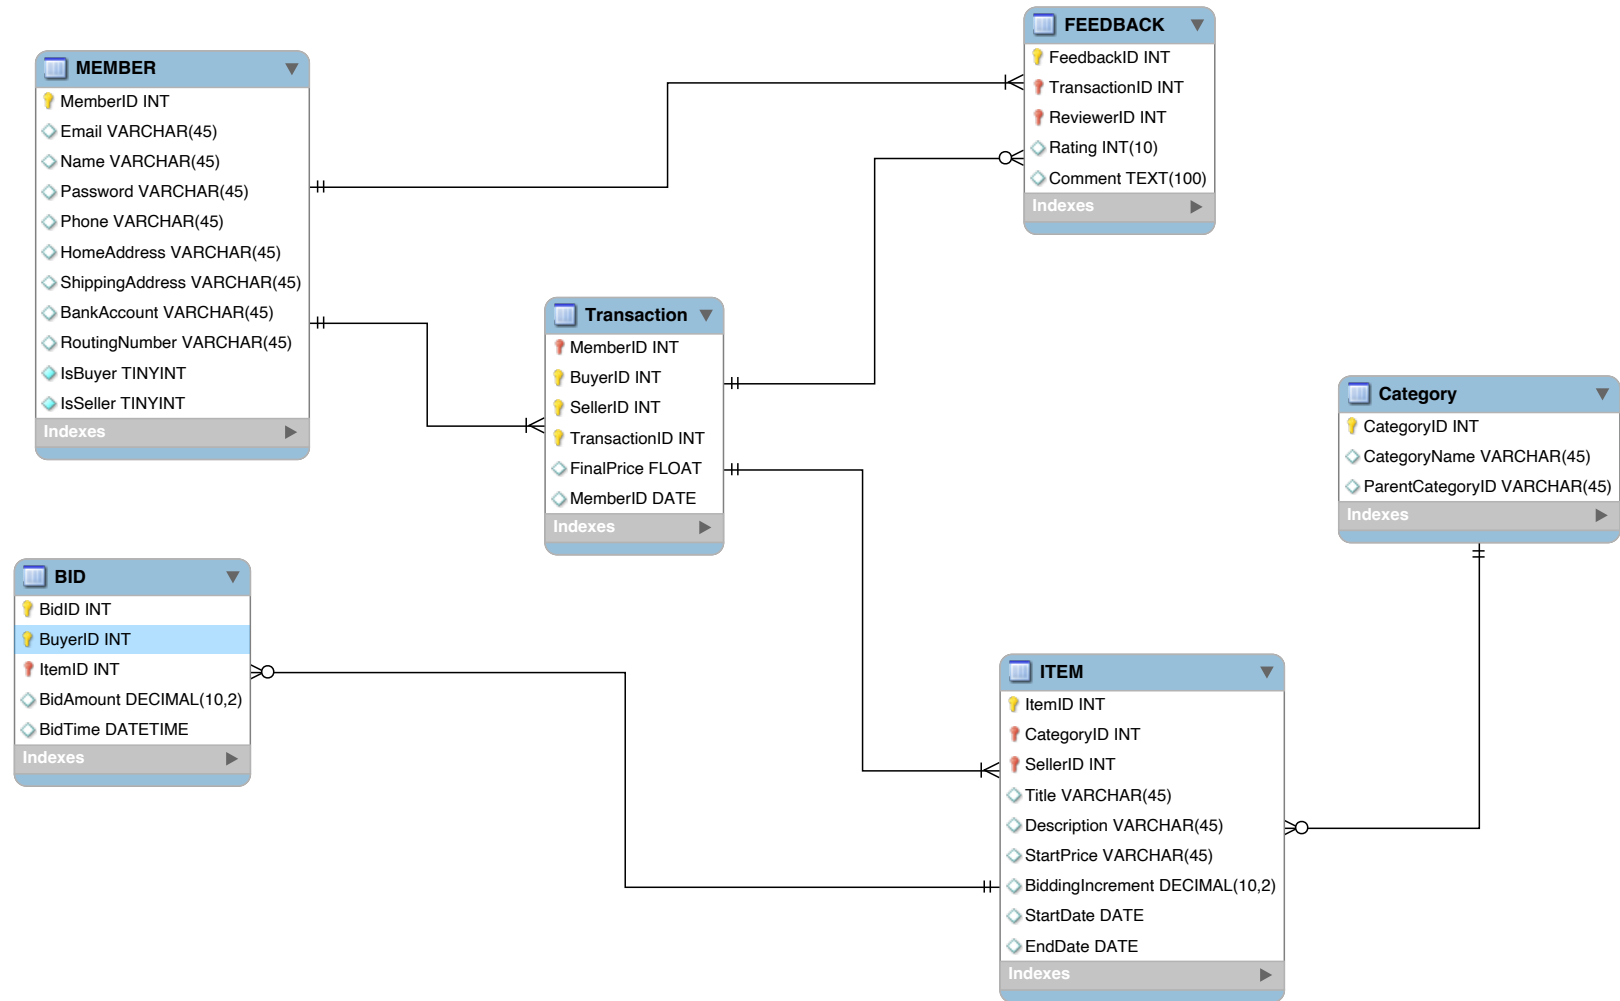 MEMBER
MemberID INT
Email VARCHAR(45)
Name VARCHAR(45)
Password VARCHAR(45)
Phone VARCHAR(45)
HomeAddress VARCHAR(45)
ShippingAddress VARCHAR(45)
BankAccount VARCHAR(45)
RoutingNumber VARCHAR(45)
IsBuyer TINYINT
IsSeller TINYINT
Indexes
FEEDBACK
FeedbackID INT
TransactionID INT
ReviewerID INT
Rating INT(10)
Comment TEXT(100)
Indexes
Transaction
MemberID INT
BuyerID INT
SellerID INT
TransactionID INT
FinalPrice FLOAT
MemberID DATE
Indexes
Category
CategoryID INT
CategoryName VARCHAR(45)
ParentCategoryID VARCHAR(45)
Indexes
BID
BidID INT
BuyerID INT
ItemID INT
BidAmount DECIMAL(10,2)
BidTime DATETIME
Indexes
ITEM
ItemID INT
CategoryID INT
SellerID INT
Title VARCHAR(45)
Description VARCHAR(45)
StartPrice VARCHAR(45)
BiddingIncrement DECIMAL(10,2)
StartDate DATE
EndDate DATE
Indexes